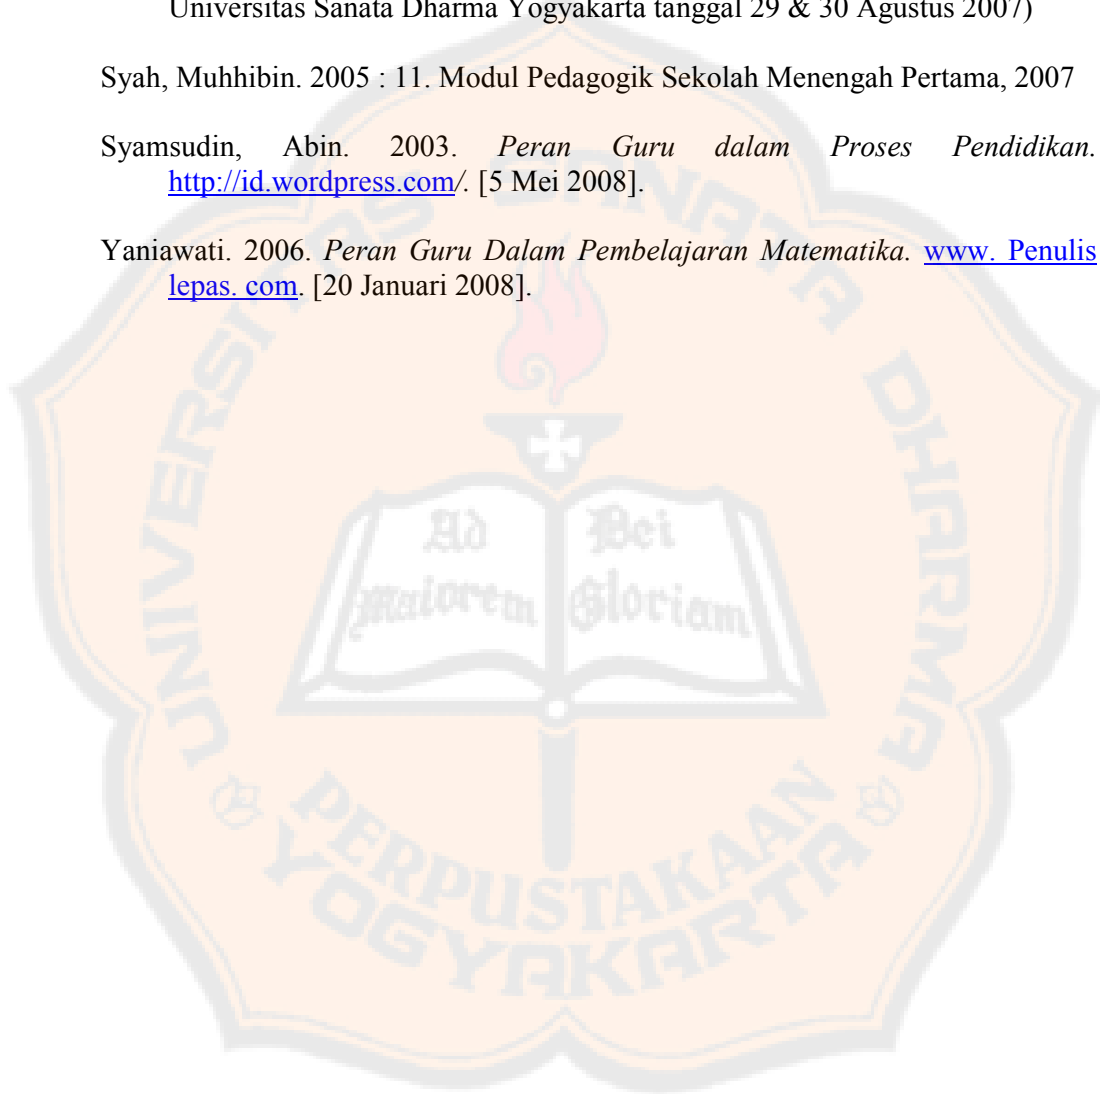 Universitas Sanata Dharma Yogyakarta tanggal 29 & 30 Agustus 2007)
Syah, Muhhibin. 2005 : 11. Modul Pedagogik Sekolah Menengah Pertama, 2007
Syamsudin, Abin. 2003. Peran Guru dalam Proses Pendidikan.
http://id.wordpress.com/. [5 Mei 2008].
Yaniawati. 2006. Peran Guru Dalam Pembelajaran Matematika. www. Penulis
lepas. com. [20 Januari 2008].
UNIVERSITAS SANATA DHARMA
Ad
maiorem
Dei
Gloriam
PERPUSTAKAAN
YOGYAKARTA